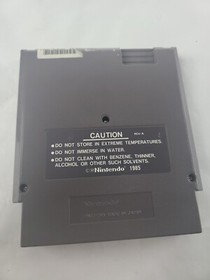 CAUTION
●DO NOT STORE IN EXTREME TEMPERATURES.
●DO NOT IMMERSE IN WATER.
●DO NOT CLEAN WITH BENZENE, THINNER,
ALCOHOL OR OTHER SUCH SOLVENTS.
©Nintendo 1985